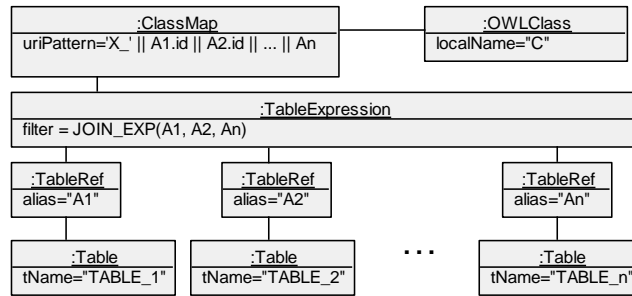 :ClassMap
uriPattern='X_' || A1.id || A2.id || ... || An
:OWLClass
localName="C"
:TableExpression
filter = JOIN_EXP(A1, A2, An)
:TableRef
alias="A1"
:TableRef
alias="A2"
:TableRef
alias="An"
:Table
tName="TABLE_1"
:Table
tName="TABLE_2"
...
:Table
tName="TABLE_n"